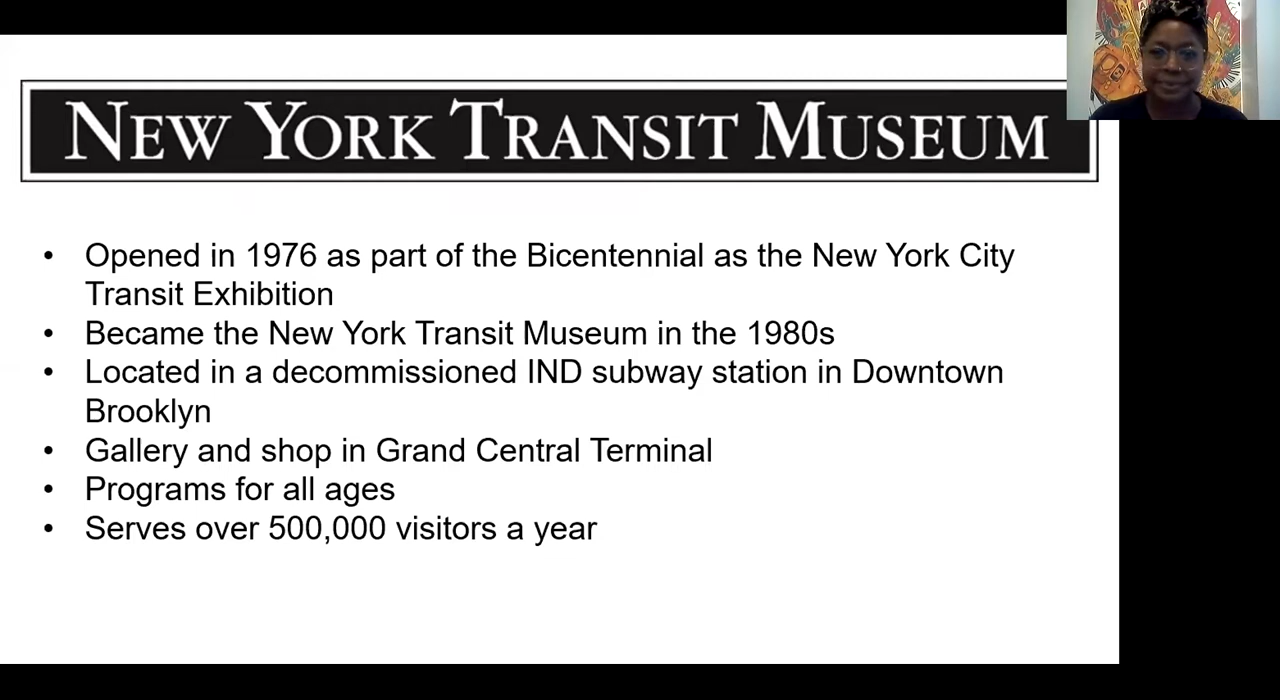 NEW YORK TRANSIT MUSEUM
• Opened in 1976 as part of the Bicentennial as the New York City
Transit Exhibition
• Became the New York Transit Museum in the 1980s
• Located in a decommissioned IND subway station in Downtown
Brooklyn
• Gallery and shop in Grand Central Terminal
• Programs for all ages
• Serves over 500,000 visitors a year